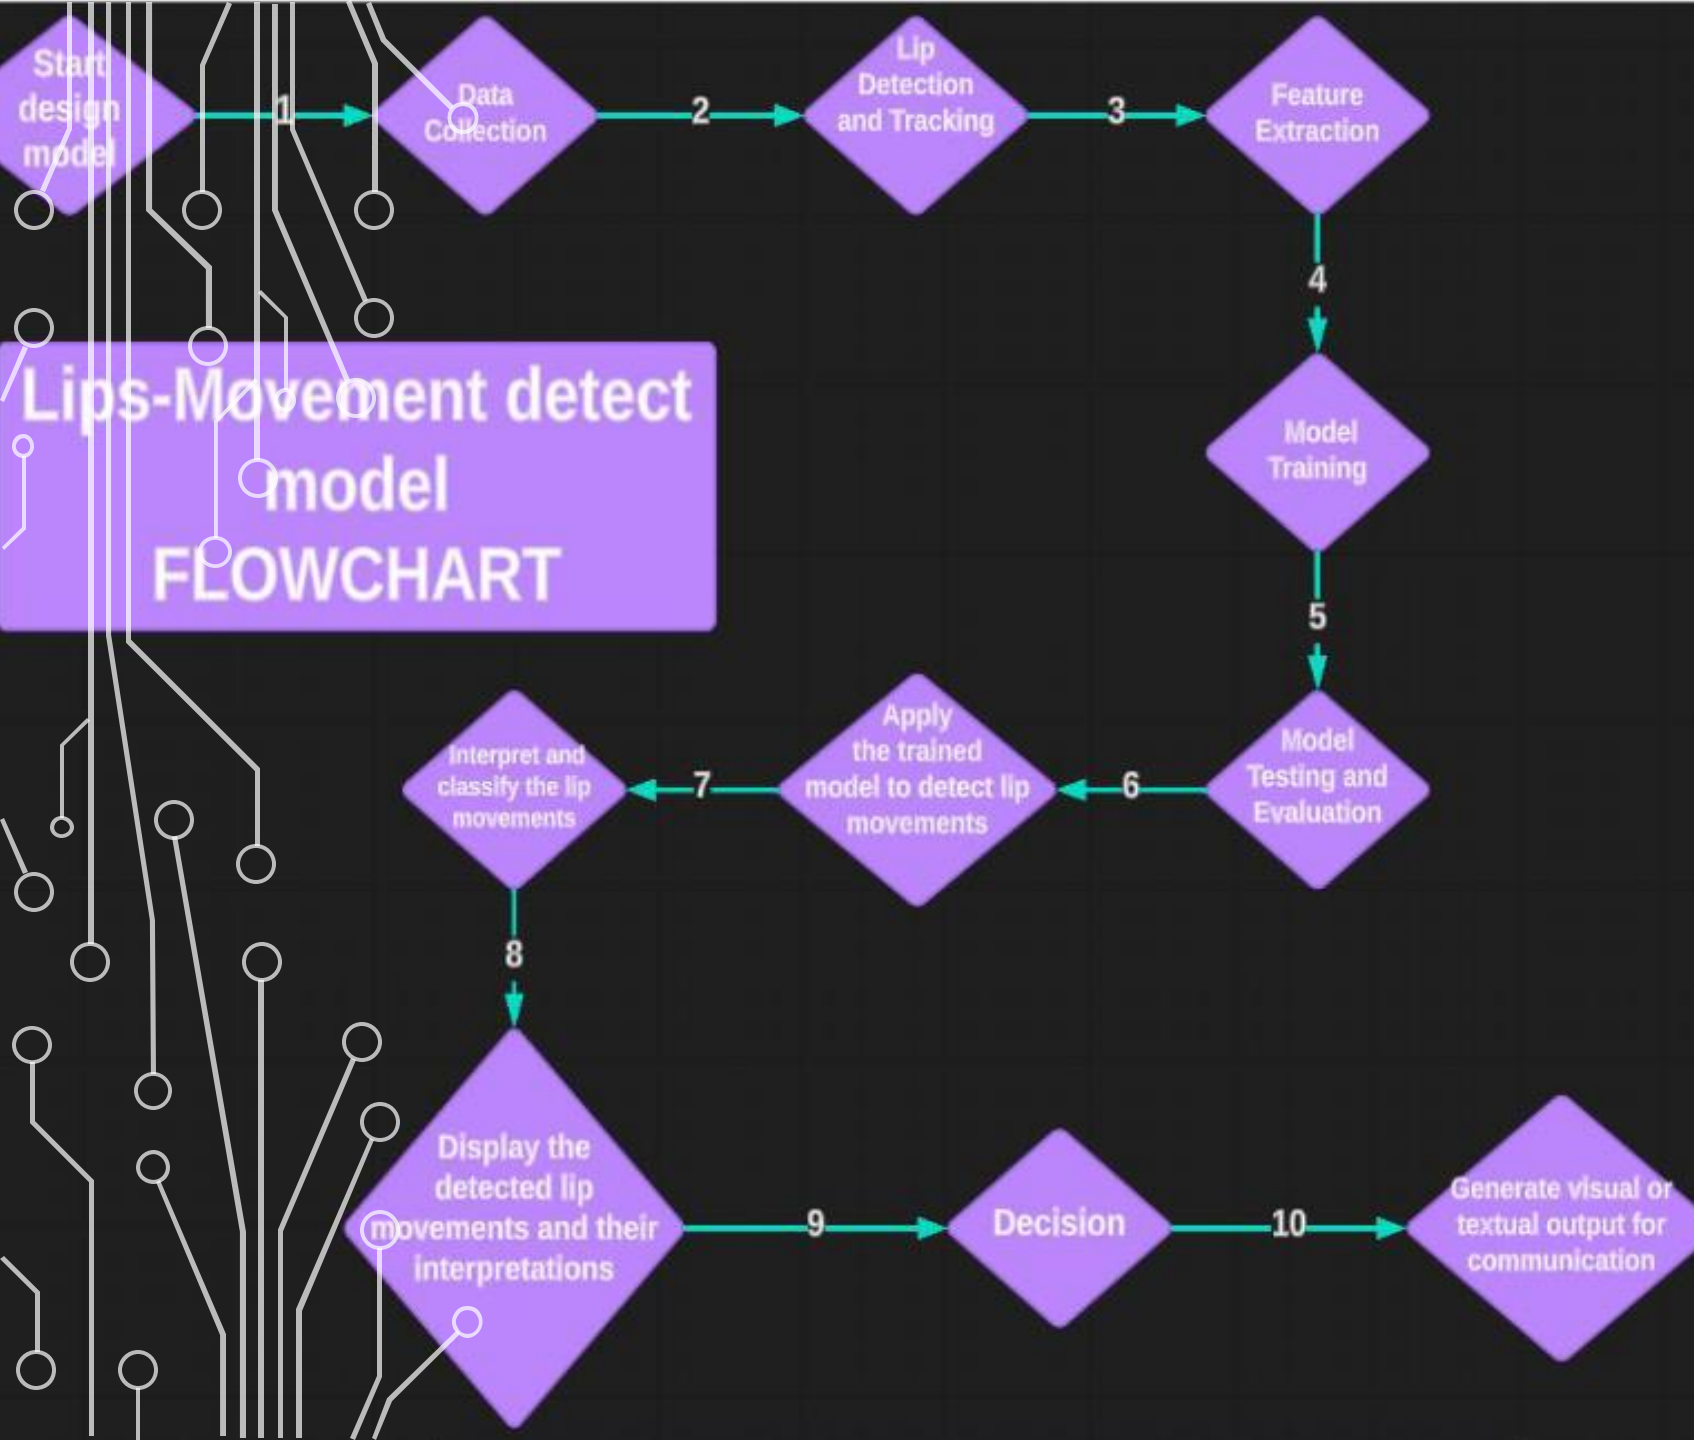 Start
design
model
1
Data
Collection
2
Lip
Detection
and Tracking
3
Feature
Extraction
4
Lips-Movement detect
model
FLOWCHART
Model
Training
5
Model
Testing and
Evaluation
6
Apply
the trained
model to detect lip
movements
7
Interpret and
classify the lip
movements
8
Display the
detected lip
movements and their
interpretations
9
Decision
10
Generate visual or
textual output for
communication